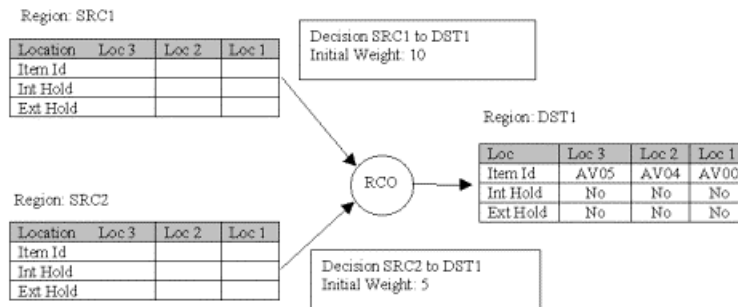 Region: SRC1
Location Loc 3 Loc 2 Loc 1
Item Id
Int Hold
Ext Hold
Decision SRC1 to DST1
Initial Weight: 10
Region: DST1
Loc Loc 3 Loc 2 Loc 1
Item Id AV05 AV04 AV00
Int Hold No No No
Ext Hold No No No
RCO
Region: SRC2
Location Loc 3 Loc 2 Loc 1
Item Id
Int Hold
Ext Hold
Decision SRC2 to DST1
Initial Weight: 5